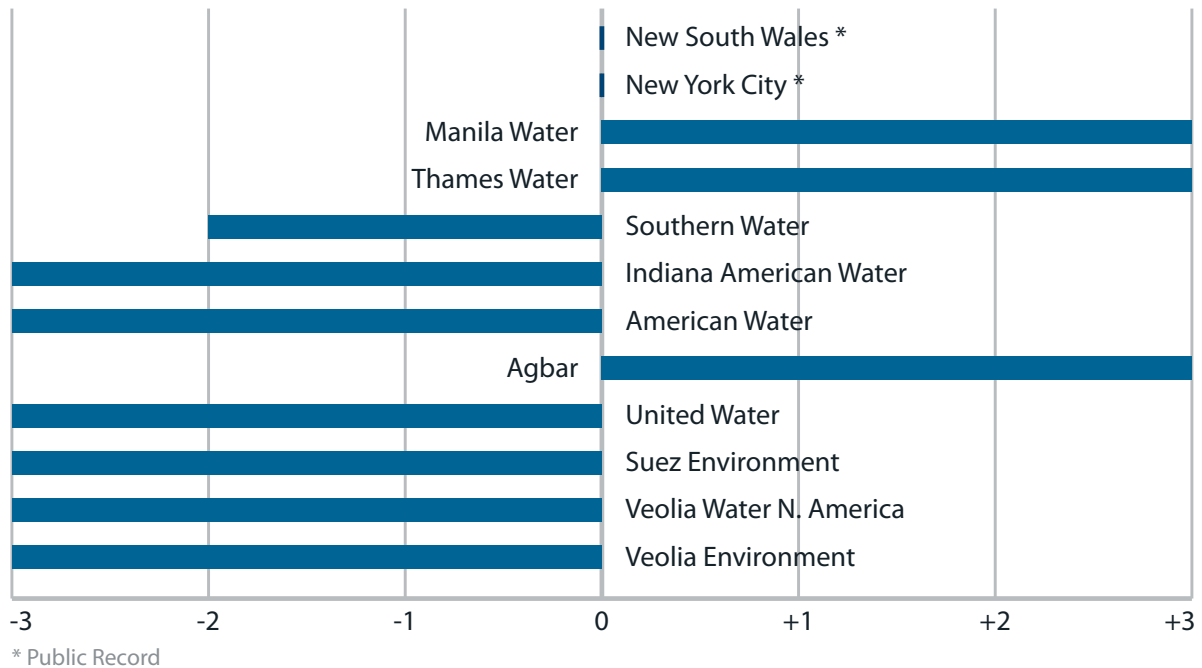 New South Wales *
New York City *
Manila Water
Thames Water
Southern Water
Indiana American Water
American Water
Agbar
United Water
Suez Environment
Veolia Water N. America
Veolia Environment
-3 -2 -1 0 +1 +2 +3
* Public Record